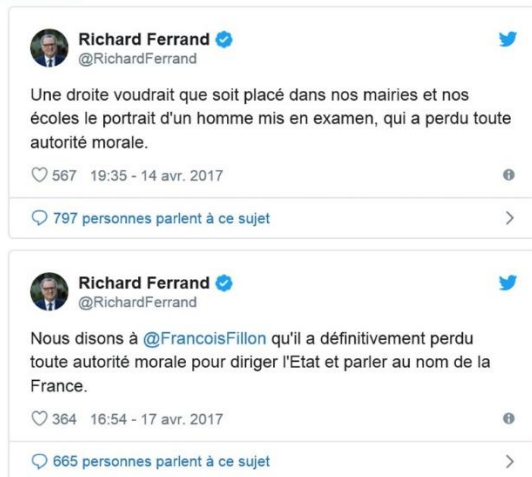 Richard Ferrand
@RichardFerrand
Une droite voudrait que soit placé dans nos mairies et nos
écoles le portrait d'un homme mis en examen, qui a perdu toute
autorité morale.
567 19:35 - 14 avr. 2017
797 personnes parlent à ce sujet
Richard Ferrand
@RichardFerrand
Nous disons à @FrancoisFillon qu'il a définitivement perdu
toute autorité morale pour diriger l'Etat et parler au nom de la
France.
364 16:54 - 17 avr. 2017
665 personnes parlent à ce sujet